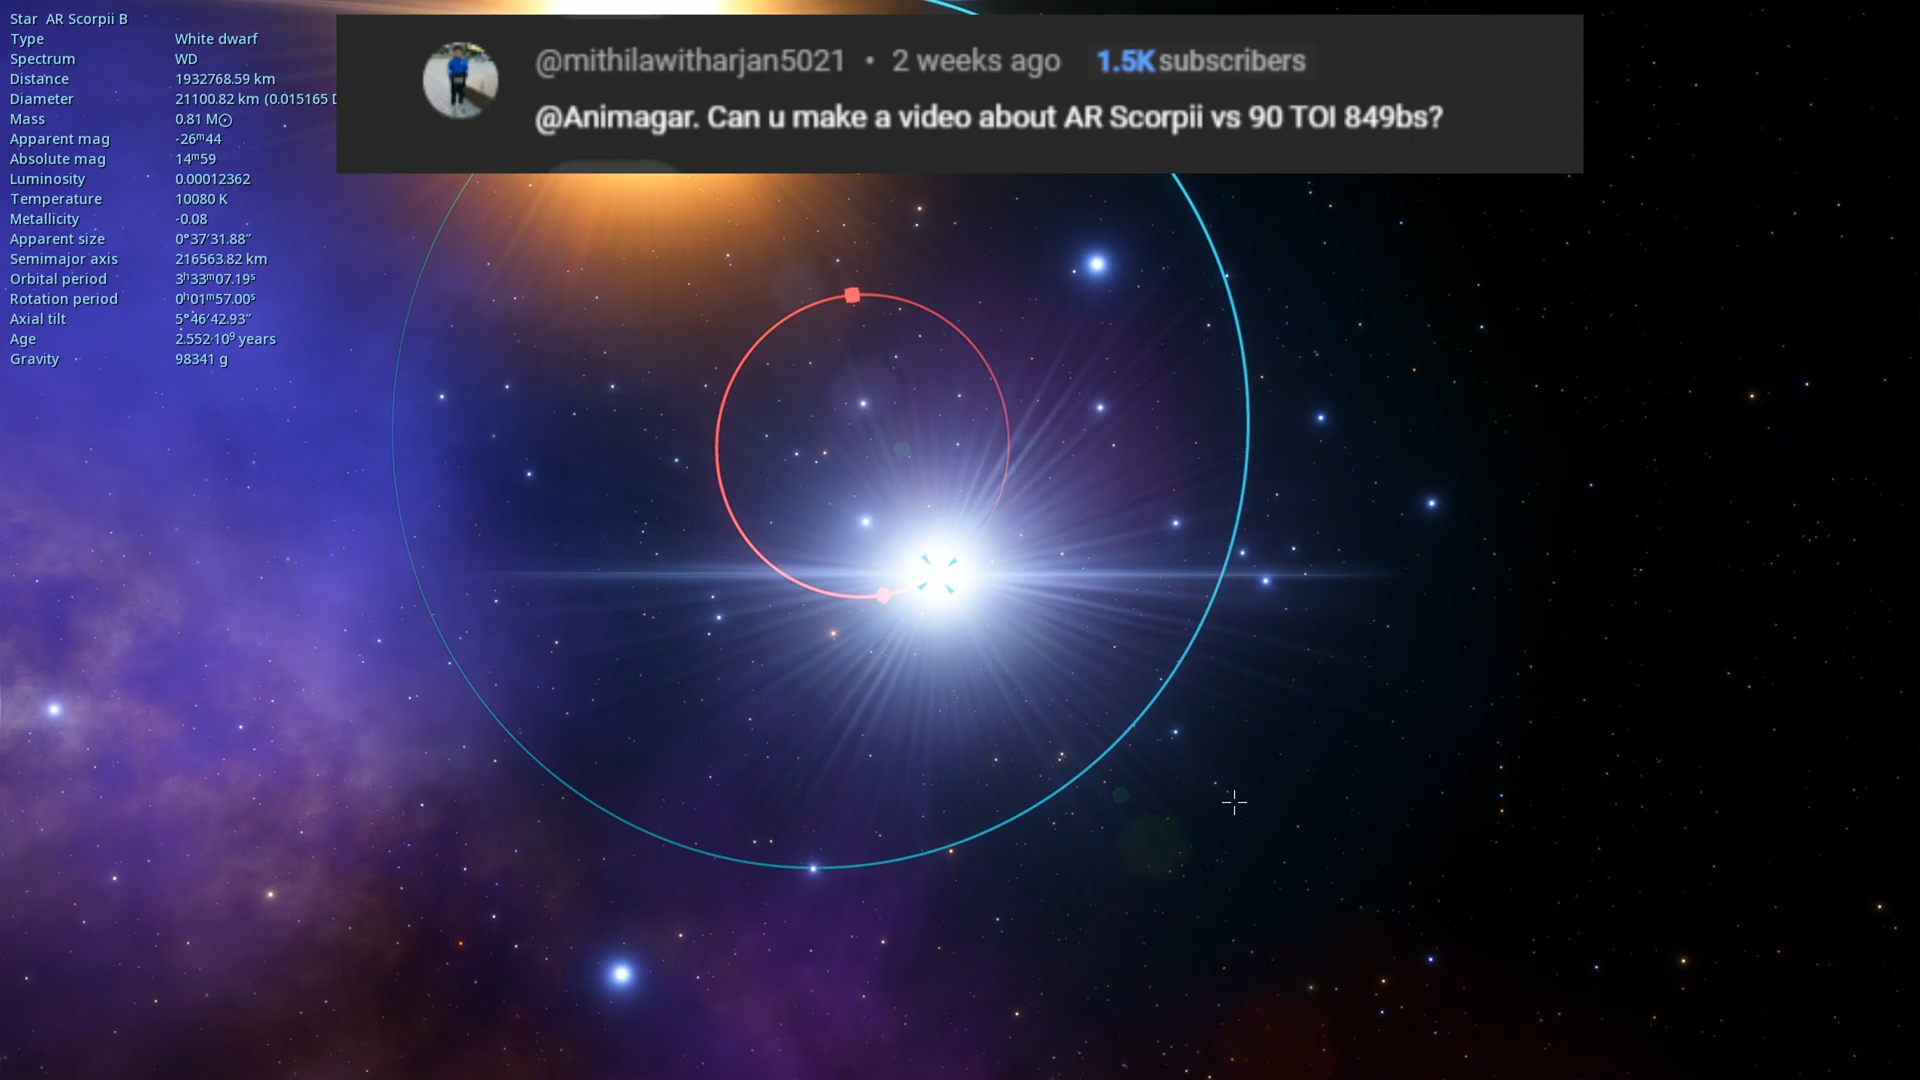 Star AR Scorpii B
Type White dwarf
Spectrum WD
Distance 1932768.59 km
Diameter 21100.82 km (0.015165 D
Mass 0.81 M☉
Apparent mag -26ᵐ44
Absolute mag 14ᵐ59
Luminosity 0.00012362
Temperature 10080 K
Metallicity -0.08
Apparent size 0°37′31.88″
Semimajor axis 216563.82 km
Orbital period 3ʰ33ᵐ07.19ˢ
Rotation period 0ʰ01ᵐ57.00ˢ
Axial tilt 5°46′42.93″
Age 2.552·10⁹ years
Gravity 98341 g
@mithilawitharjan5021 • 2 weeks ago 1.5K subscribers
@Animagar. Can u make a video about AR Scorpii vs 90 TOI 849bs?